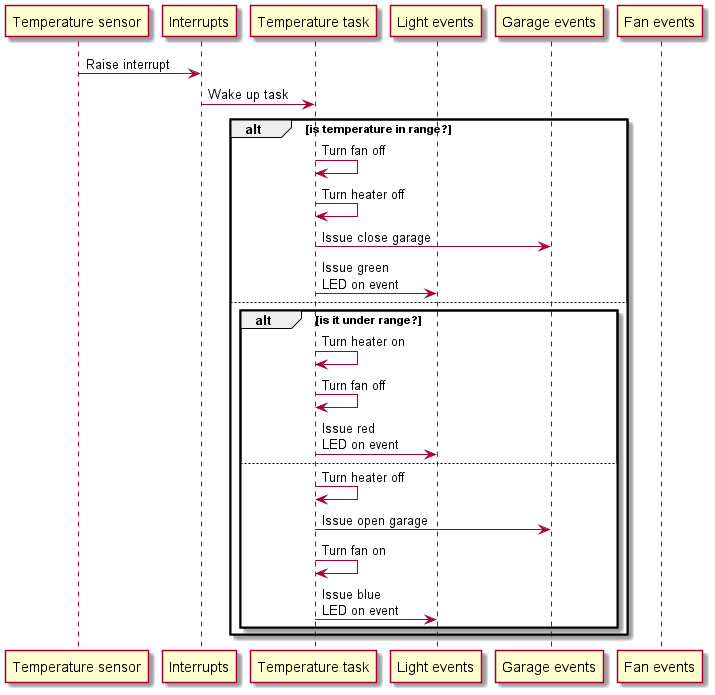 Temperature sensor
Interrupts
Temperature task
Light events
Garage events
Fan events
Raise interrupt
Wake up task
alt
[is temperature in range?]
Turn fan off
Turn heater off
Issue close garage
Issue green
LED on event
alt
[is it under range?]
Turn heater on
Turn fan off
Issue red
LED on event
Turn heater off
Issue open garage
Turn fan on
Issue blue
LED on event
Temperature sensor
Interrupts
Temperature task
Light events
Garage events
Fan events